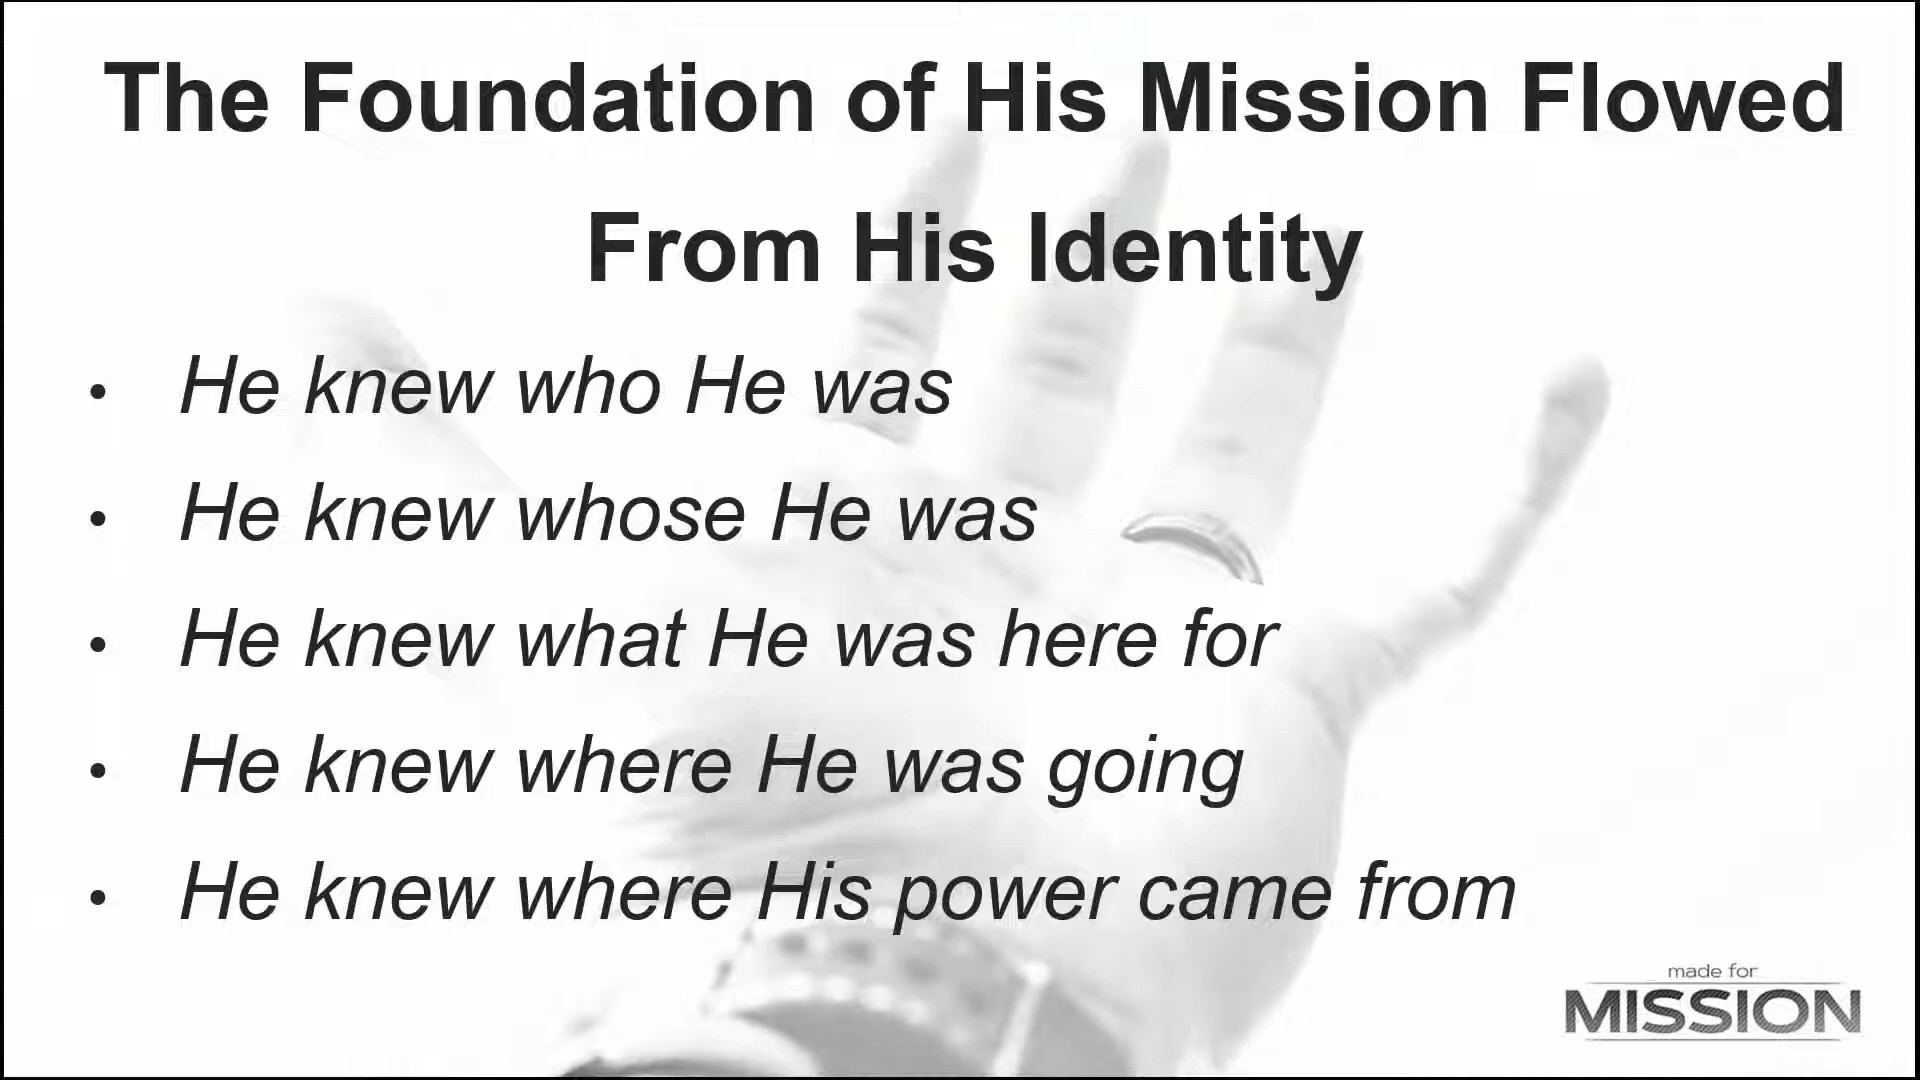 The Foundation of His Mission Flowed
From His Identity
• He knew who He was
• He knew whose He was
• He knew what He was here for
• He knew where He was going
• He knew where His power came from
made for
MISSION